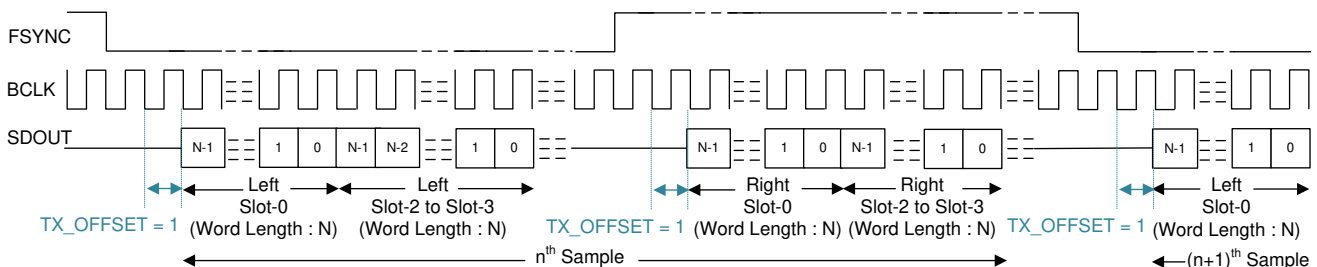 FSYNC
BCLK
SDOUT
N-1 1 0 N-1 N-2 1 0 N-1 1 0 N-1 1 0 N-1 1 0
TX_OFFSET = 1
Left
Slot-0
(Word Length : N)
Left
Slot-2 to Slot-3
(Word Length : N)
TX_OFFSET = 1
Right
Slot-0
(Word Length : N)
Right
Slot-2 to Slot-3
(Word Length : N)
TX_OFFSET = 1
Left
Slot-0
(Word Length : N)
nth Sample
(n+1)th Sample